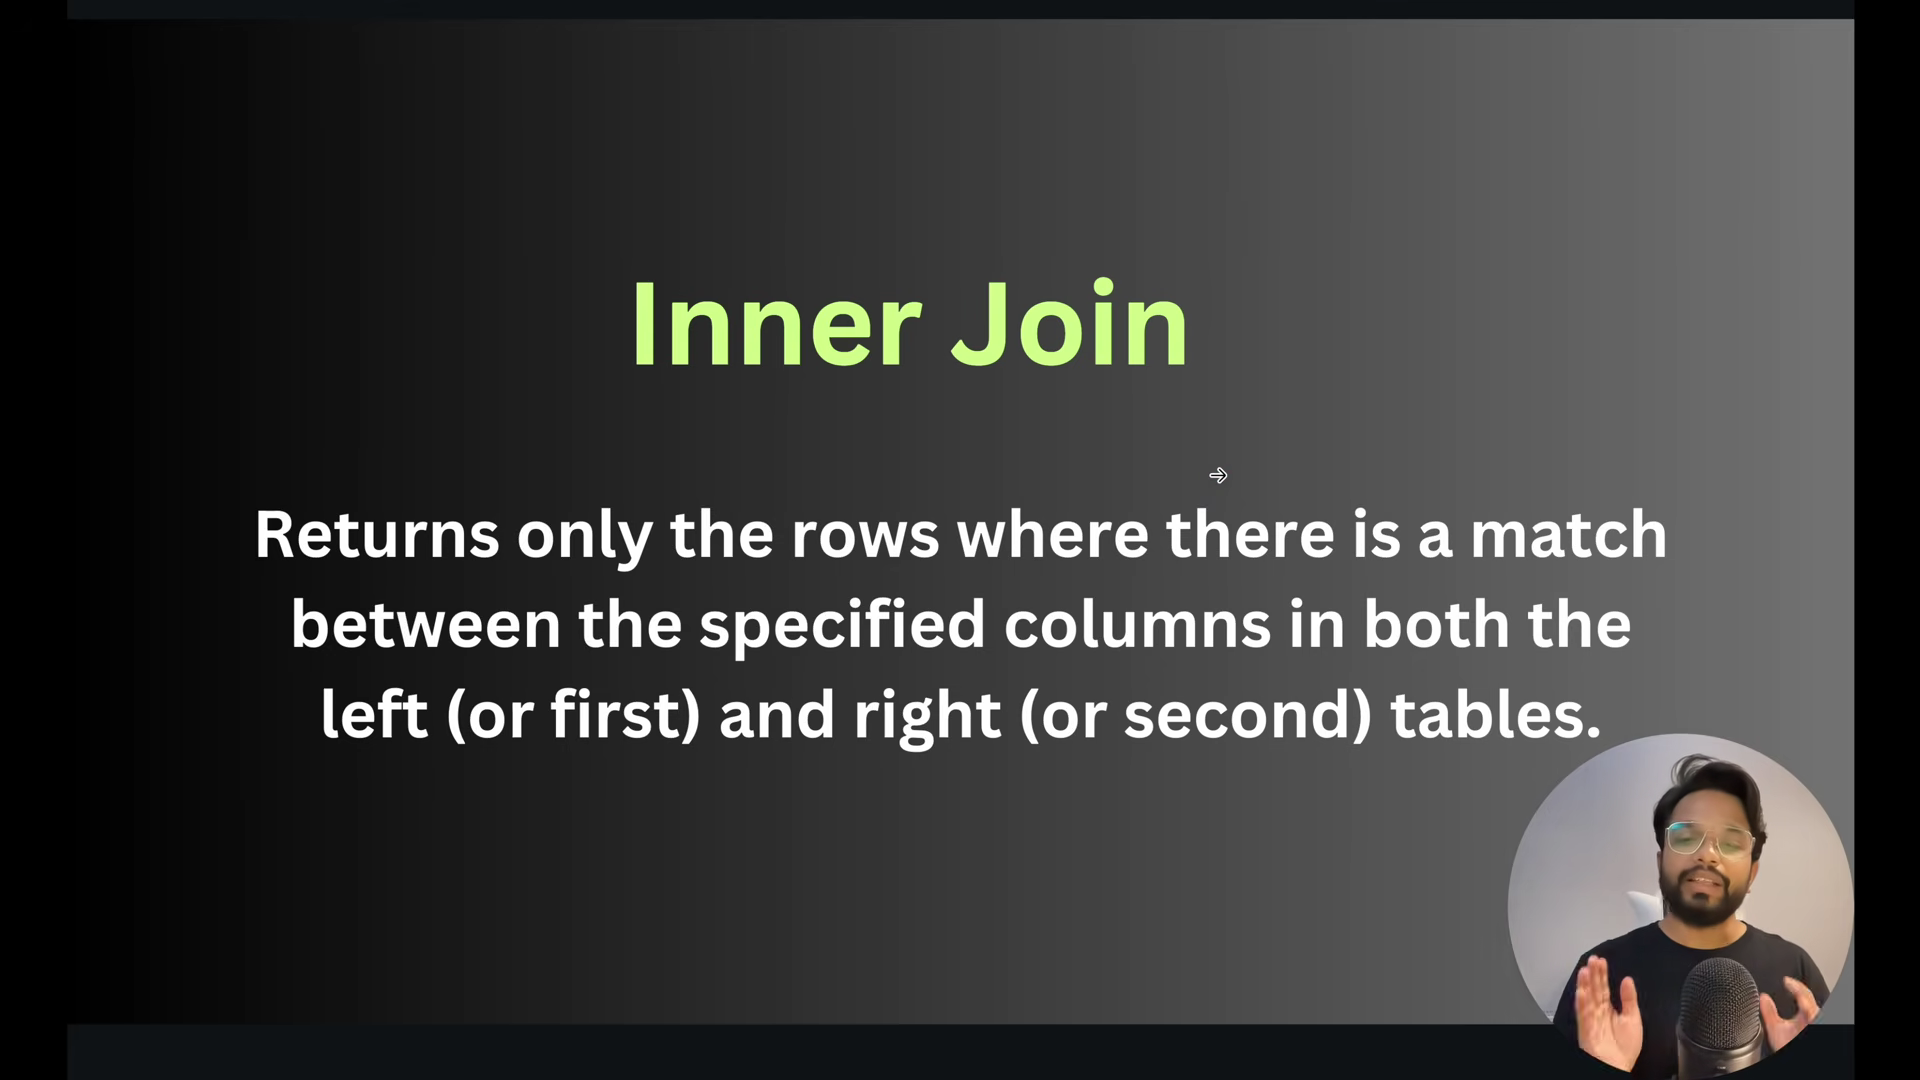 Inner Join
Returns only the rows where there is a match
between the specified columns in both the
left (or first) and right (or second) tables.